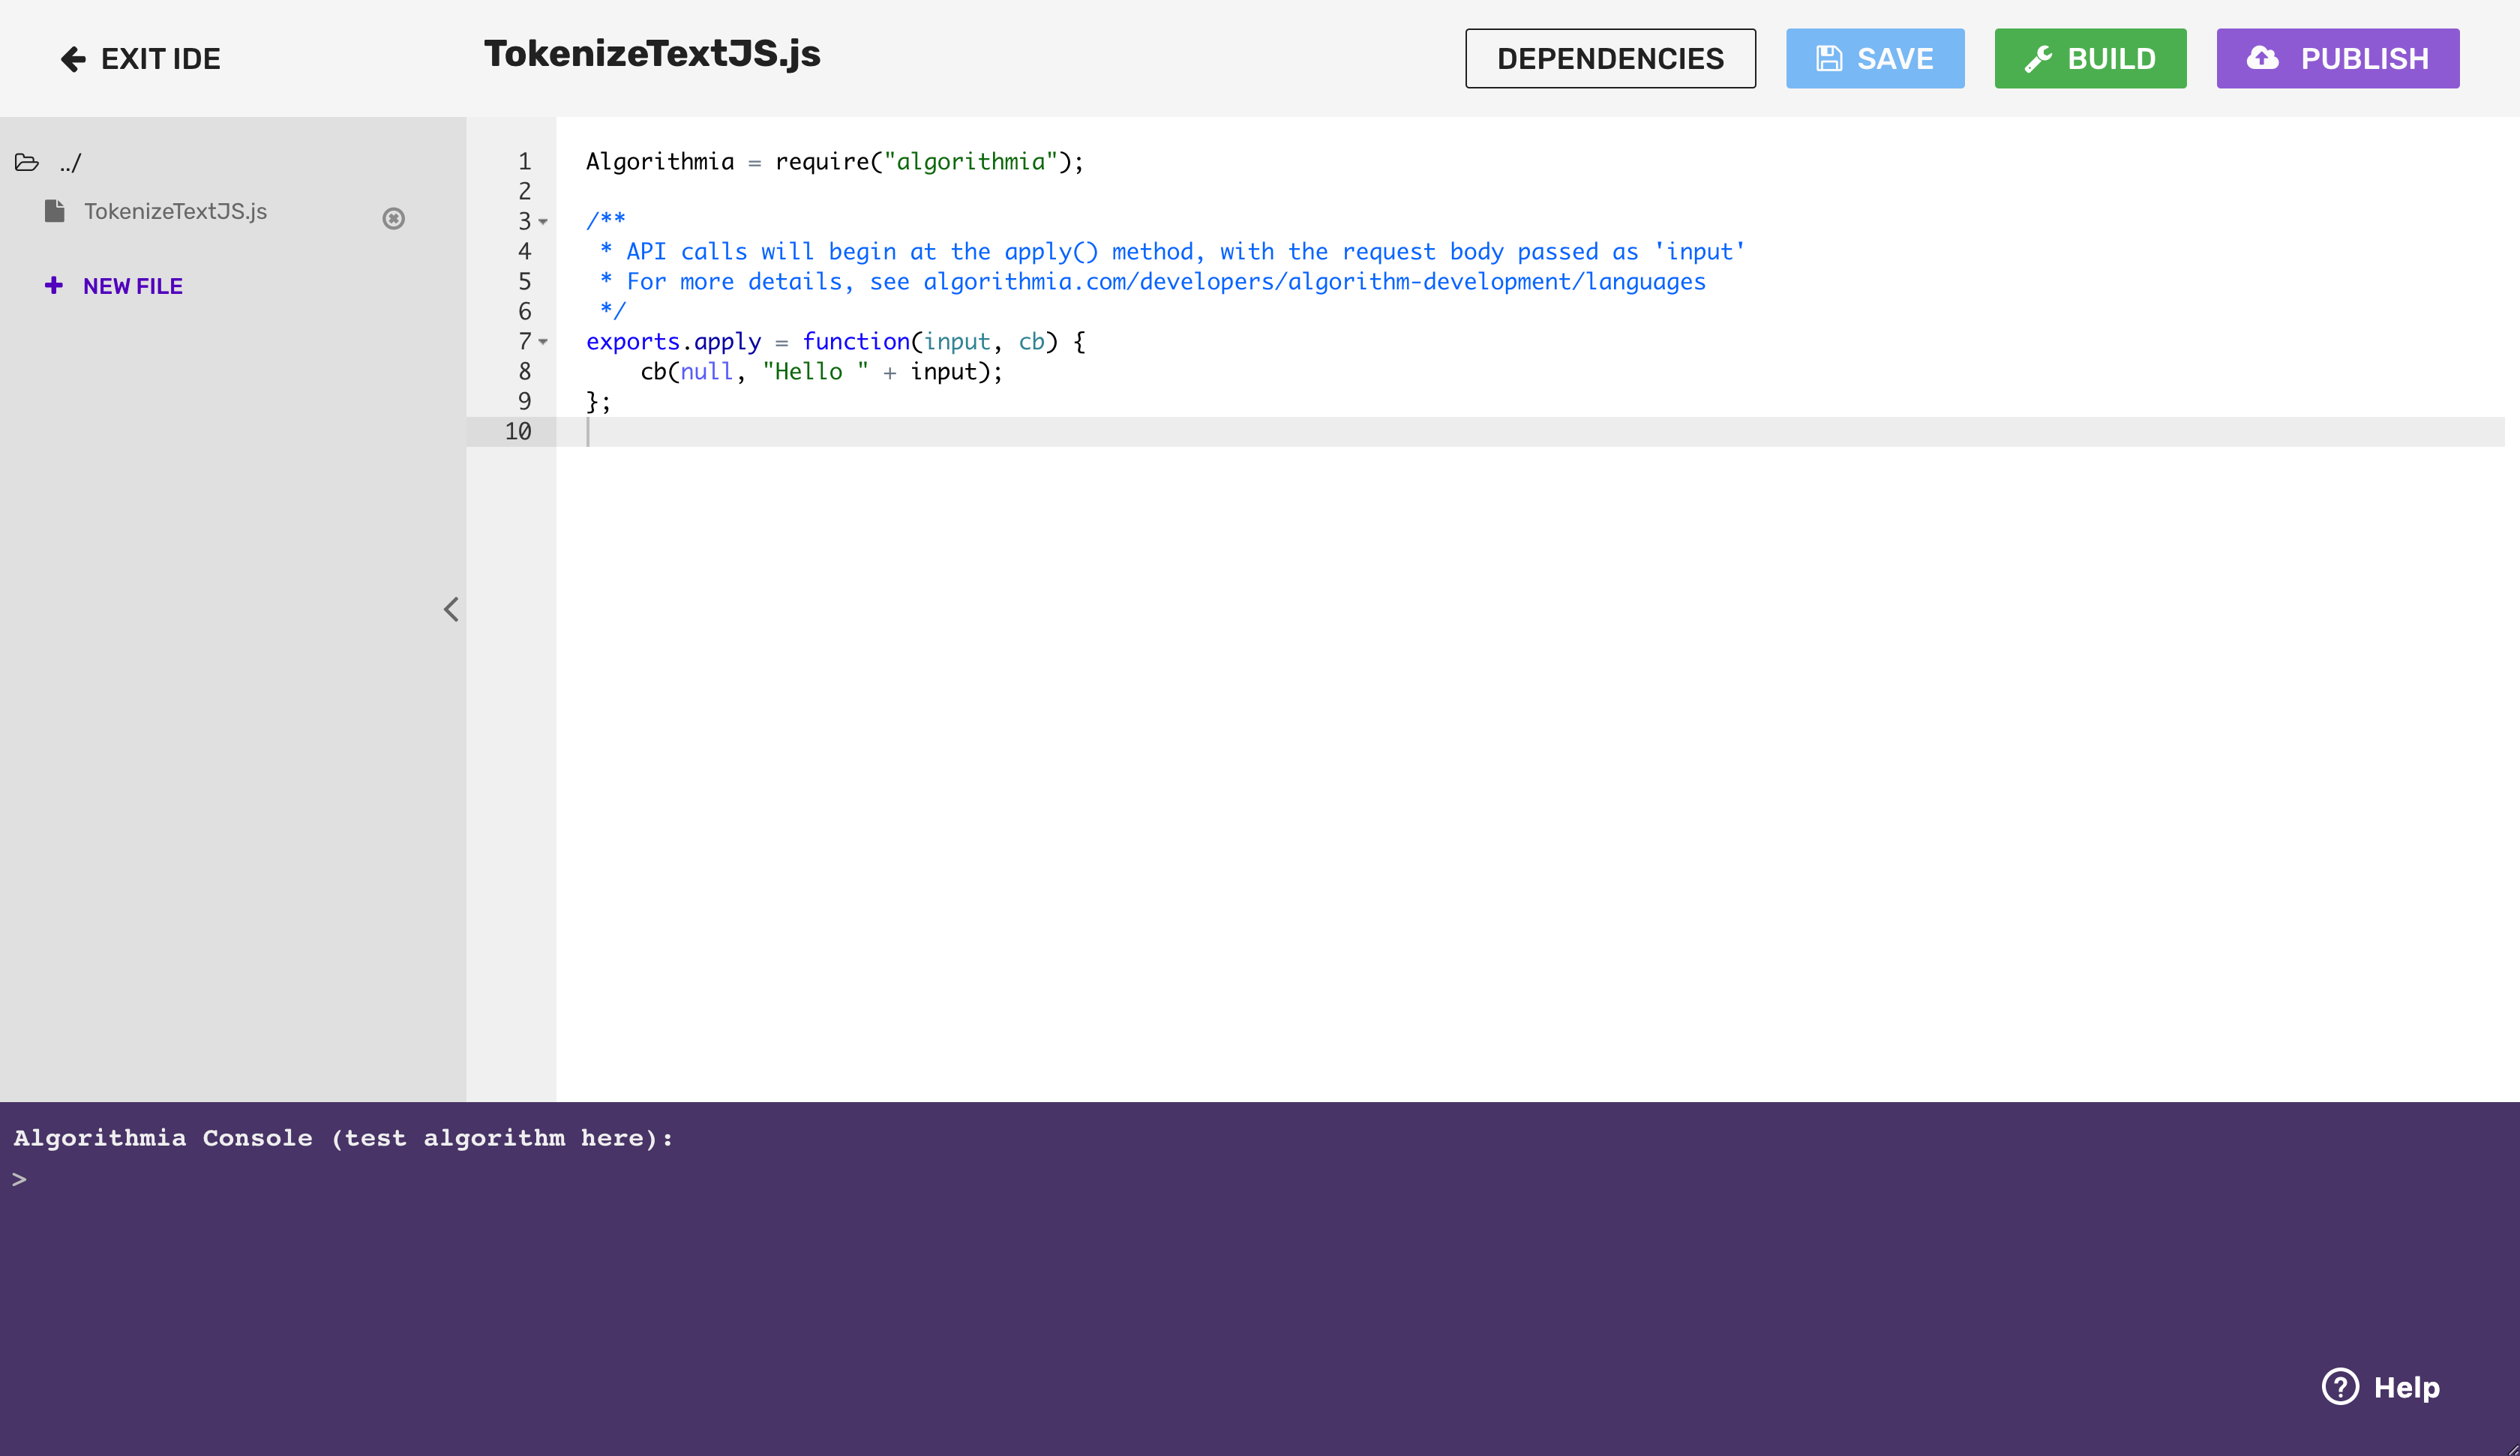 EXIT IDE
TokenizeTextJS.js
DEPENDENCIES
SAVE
BUILD
PUBLISH
../
TokenizeTextJS.js
+ NEW FILE
1 Algorithmia = require("algorithmia");
2
3 /**
4  * API calls will begin at the apply() method, with the request body passed as 'input'
5  * For more details, see algorithmia.com/developers/algorithm-development/languages
6  */
7 exports.apply = function(input, cb) {
8     cb(null, "Hello " + input);
9 };
10
Algorithmia Console (test algorithm here):
>
? Help